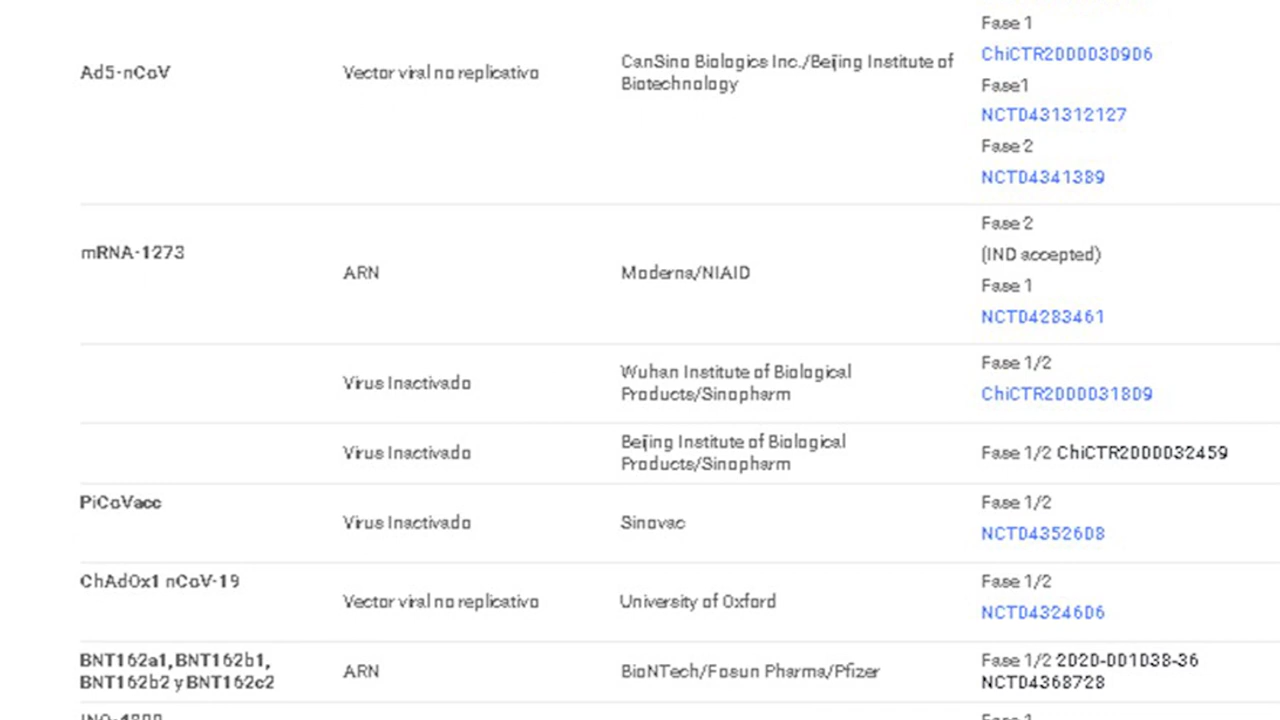 Fase 1
Ad5-nCoV
Vector viral no replicativo
CanSino Biologics Inc./Beijing Institute of
Biotechnology
ChiCTR2000030906
Fase1
NCT0431312127
Fase 2
NCT04341389
mRNA-1273
ARN
Moderna/NIAID
Fase 2
(IND accepted)
Fase 1
NCT04283461
Virus Inactivado
Wuhan Institute of Biological
Products/Sinopharm
Fase 1/2
ChiCTR2000031809
Virus Inactivado
Beijing Institute of Biological
Products/Sinopharm
Fase 1/2 ChiCTR2000032459
PiCoVacc
Virus Inactivado
Sinovac
Fase 1/2
NCT04352608
ChAdOx1 nCoV-19
Vector viral no replicativo
University of Oxford
Fase 1/2
NCT04324606
BNT162a1, BNT162b1,
BNT162b2 y BNT162c2
ARN
BioNTech/Fosun Pharma/Pfizer
Fase 1/2 2020-001038-36
NCT04368728
Fase 1